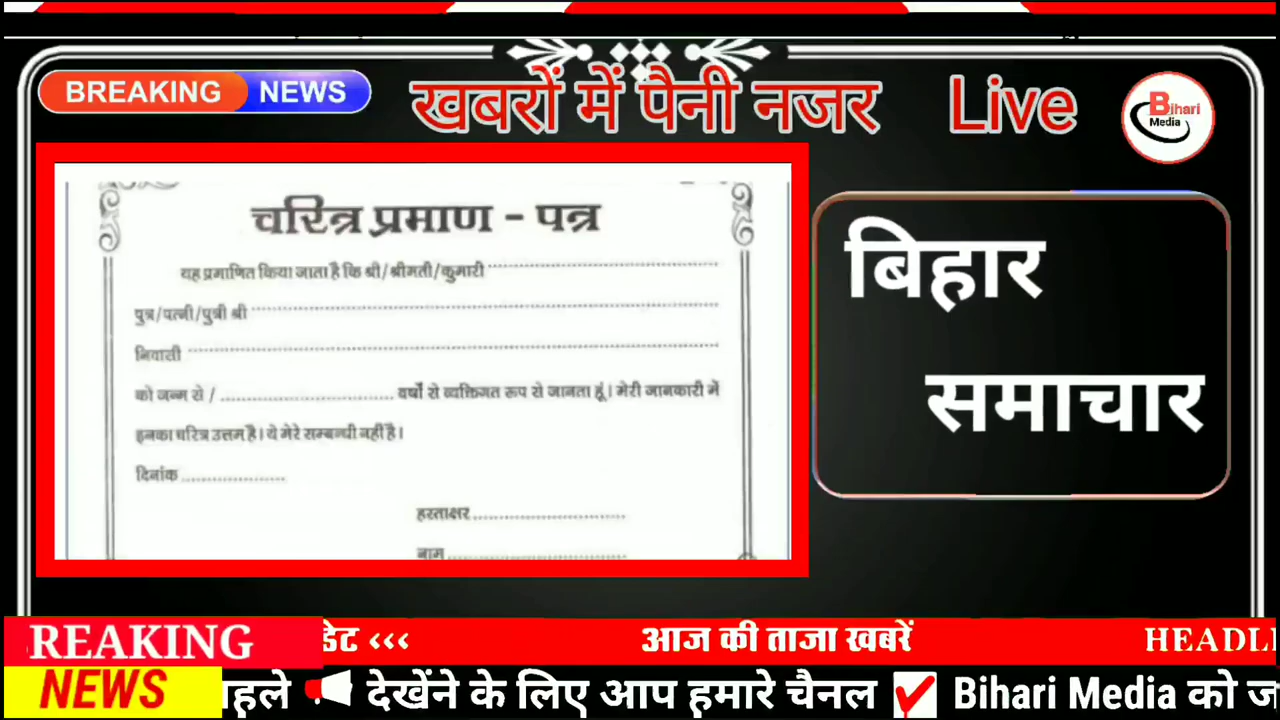 BREAKING NEWS
खबरों में पैनी नजर
Live
Bihari
Media
चरित्र प्रमाण - पत्र
यह प्रमाणित किया जाता है कि श्री/श्रीमती/कुमारी
पुत्र/पत्नी/पुत्री श्री
निवासी
को जन्म से / .............................. वर्षों से व्यक्तिगत रूप से जानता हूं। मेरी जानकारी में
इनका चरित्र उत्तम है। ये मेरे सम्बन्धी नहीं है।
दिनांक ..................
हस्ताक्षर ..........................
नाम ..........................
बिहार
समाचार
REAKING
NEWS
डेट ‹‹‹ आज की ताजा खबरें HEADL
हले देखेंने के लिए आप हमारे चैनल Bihari Media को ज